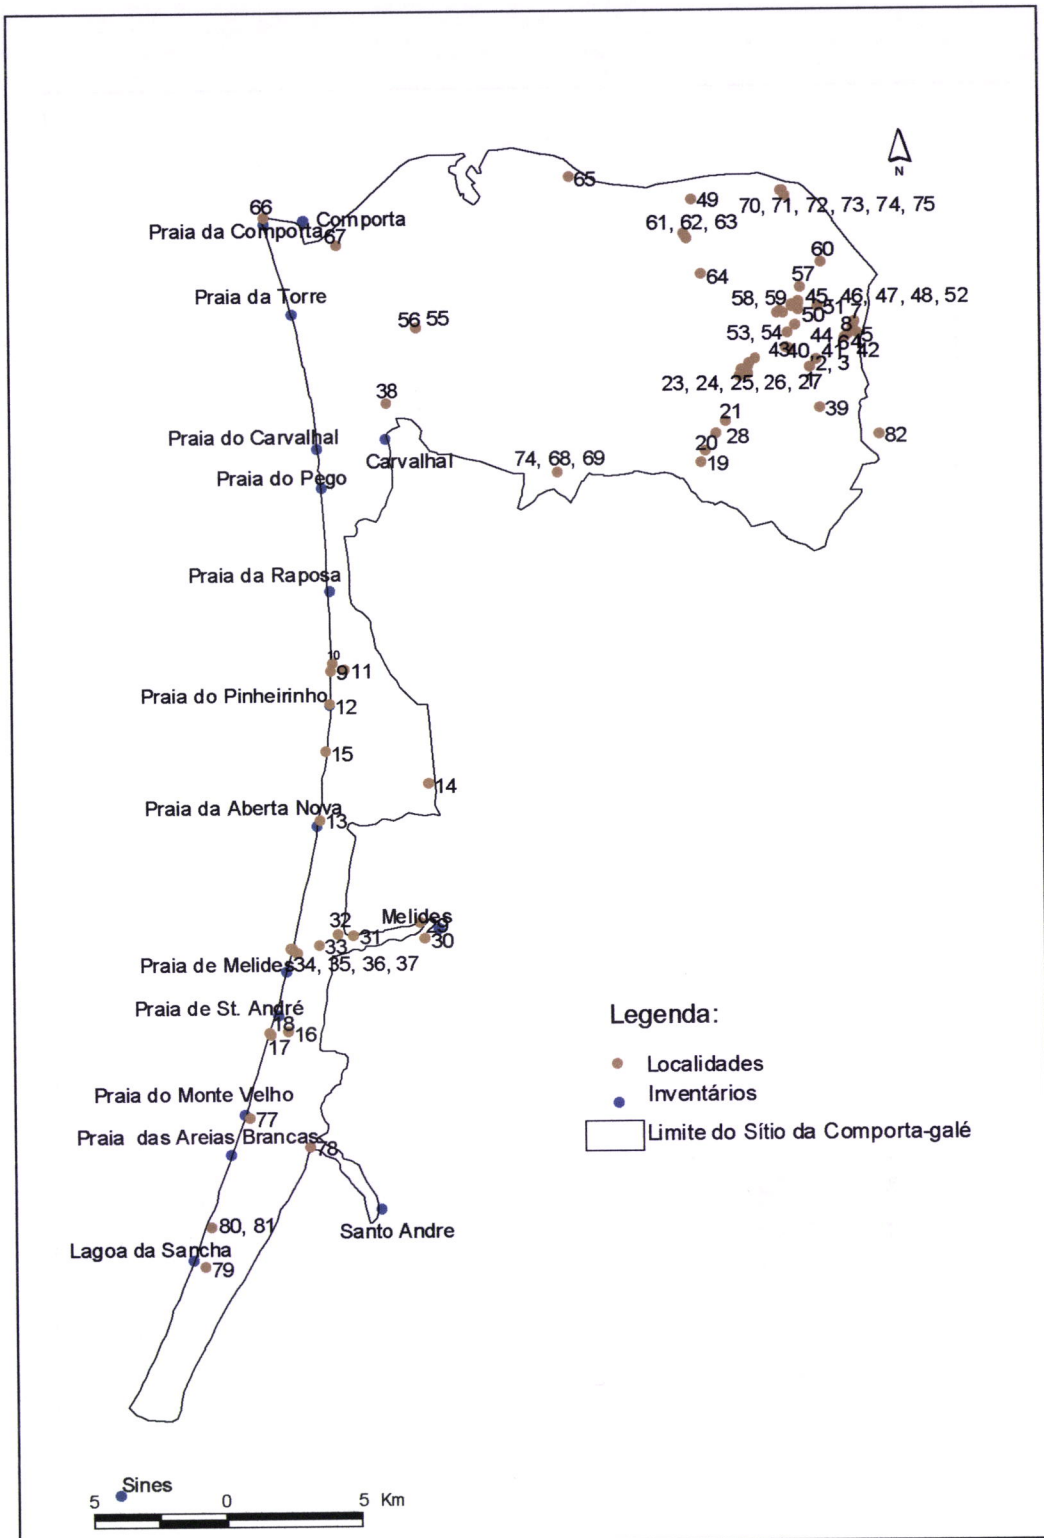 N
65
49
70, 71, 72, 73, 74, 75
66
Comporta
61, 62, 63
Praia da Comporta
67
60
64
57
Praia da Torre
58, 59
45, 46, 47, 48, 52
51
7
50
8
56 55
53, 54
44
5
6
4
43
40, 41, 42
2, 3
1
23, 24, 25, 26, 27
38
39
21
82
Praia do Carvalhal
28
20
Carvalhal
74, 68, 69
19
Praia do Pego
Praia da Raposa
10
9
11
Praia do Pinheirinho
12
15
14
Praia da Aberta Nova
13
32
Melides
29
31
30
33
Praia de Melides
34, 35, 36, 37
Praia de St. André
18
16
17
Legenda:
Localidades
Inventários
Limite do Sítio da Comporta-galé
Praia do Monte Velho
77
Praia das Areias Brancas
78
80, 81
Santo Andre
Lagoa da Sancha
79
Sines
5 0 5 Km